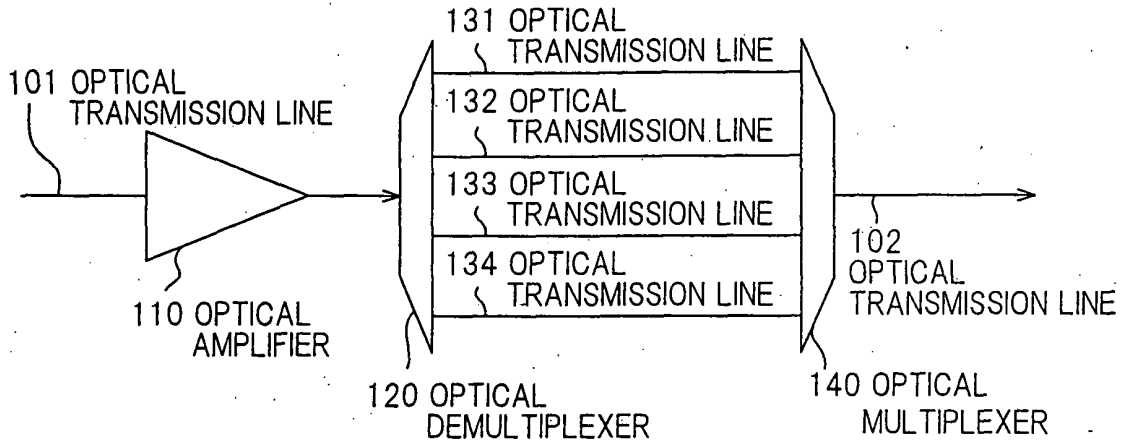 131 OPTICAL
TRANSMISSION LINE
101 OPTICAL
TRANSMISSION LINE
132 OPTICAL
TRANSMISSION LINE
133 OPTICAL
TRANSMISSION LINE
134 OPTICAL
TRANSMISSION LINE
102
OPTICAL
TRANSMISSION LINE
110 OPTICAL
AMPLIFIER
120 OPTICAL
DEMULTIPLEXER
140 OPTICAL
MULTIPLEXER